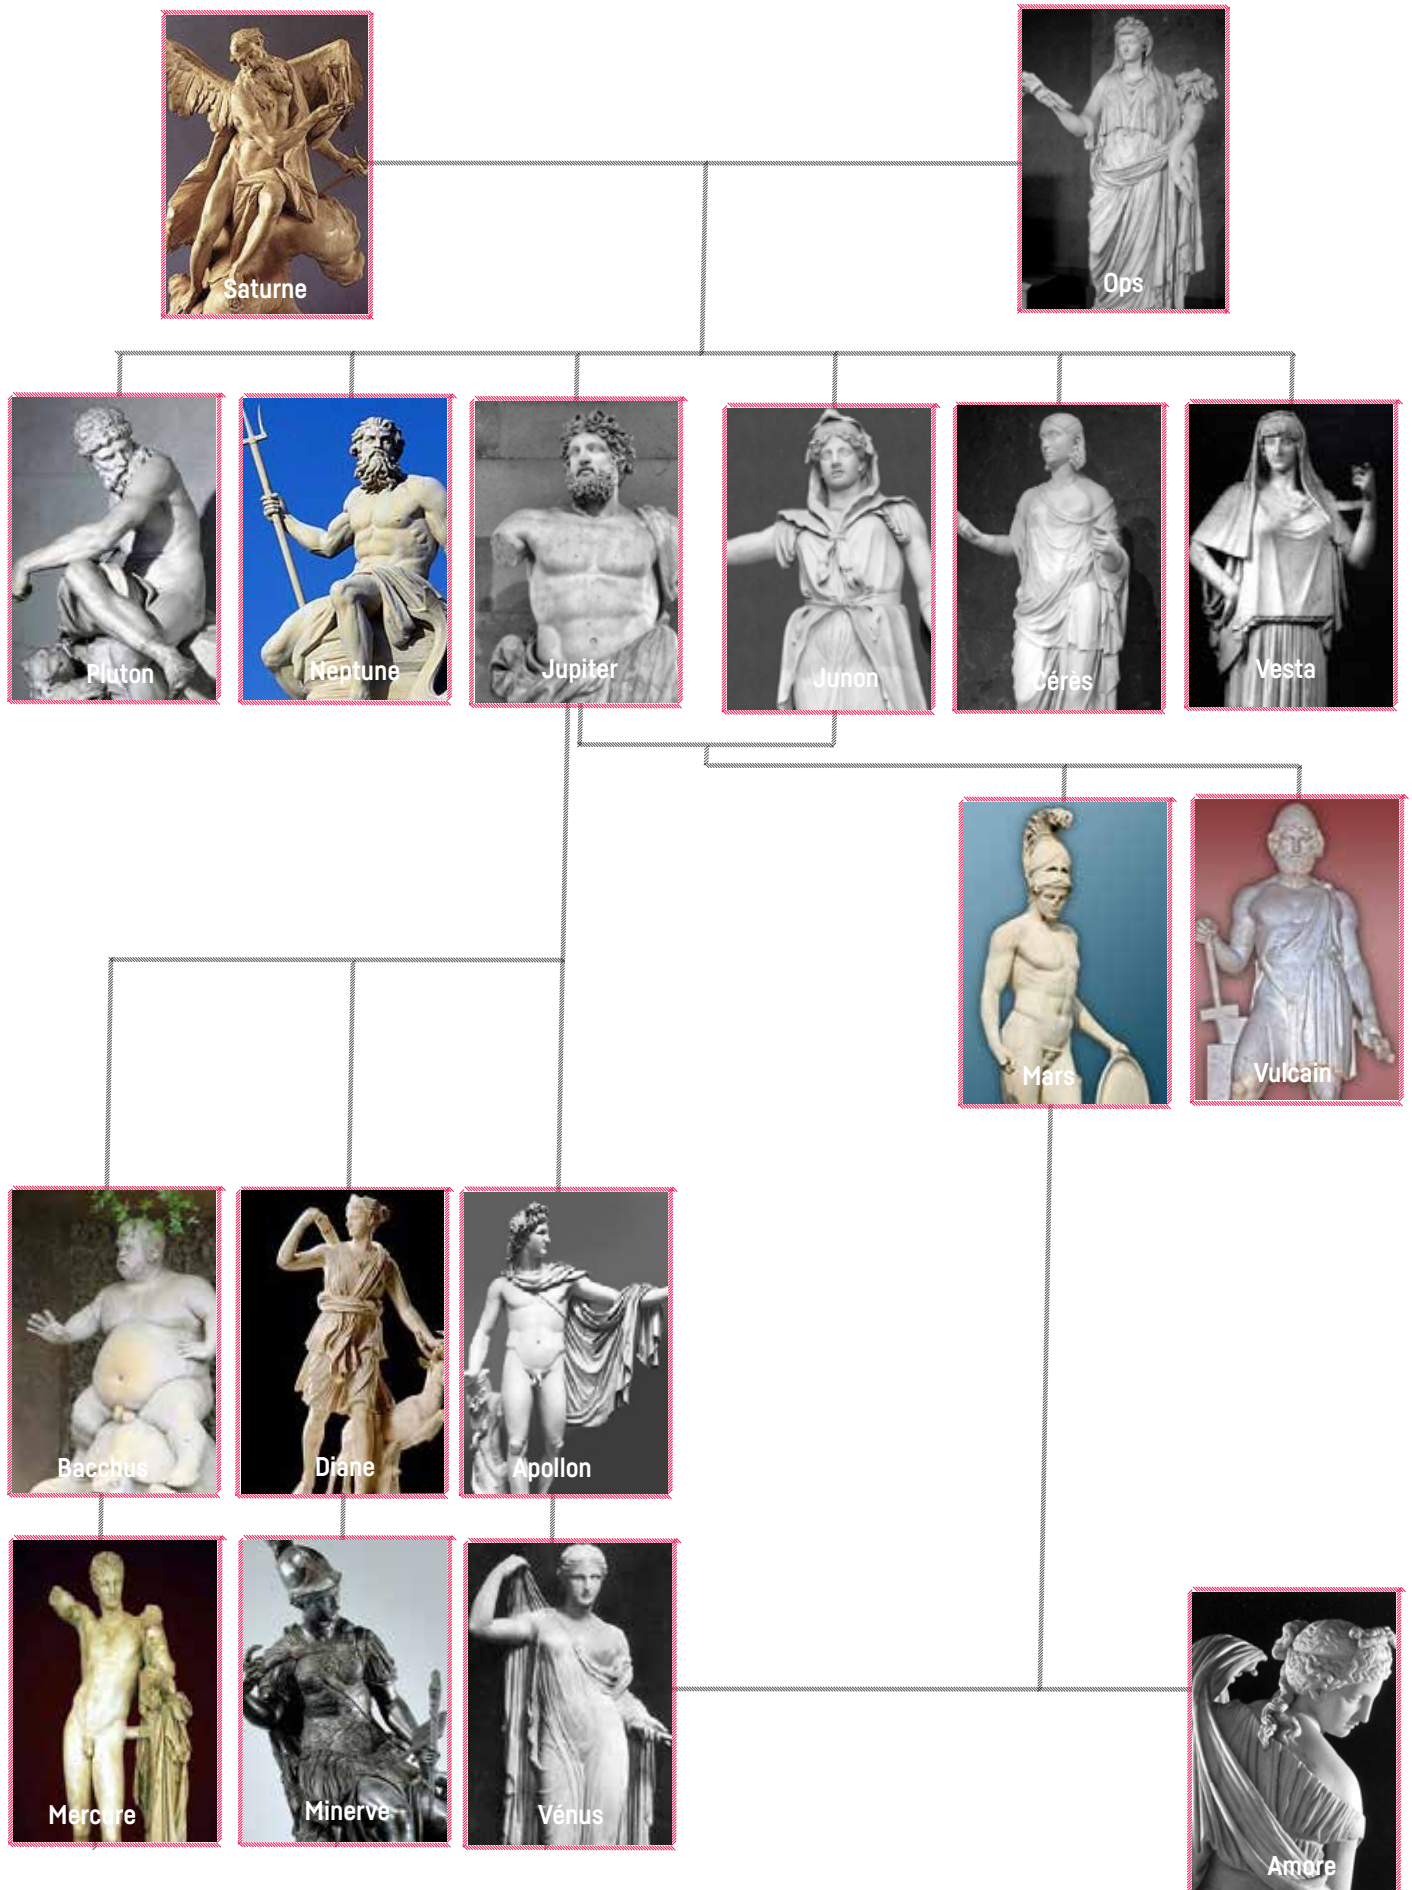 Saturne
Ops
Pluton
Neptune
Jupiter
Junon
Cérès
Vesta
Mars
Vulcain
Bacchus
Diane
Apollon
Mercure
Minerve
Vénus
Amore